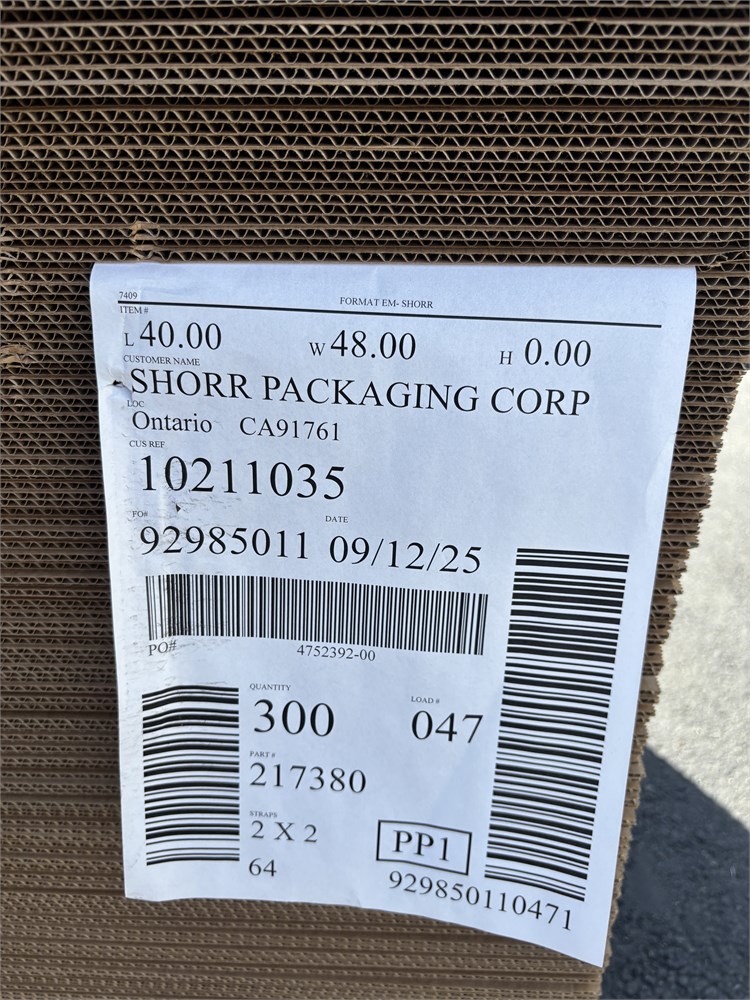 7409 FORMAT EM- SHORR
ITEM #
L 40.00 W 48.00 H 0.00
CUSTOMER NAME
SHORR PACKAGING CORP
LOC
Ontario CA91761
CUS REF
10211035
FO# DATE
92985011 09/12/25
PO# 4752392-00
QUANTITY LOAD #
300 047
PART #
217380
STRAPS
2 X 2 PP1
64 929850110471